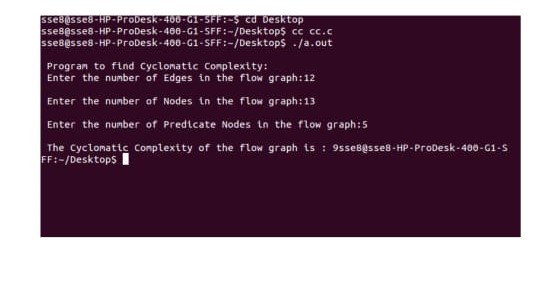 sse8@sse8-HP-ProDesk-400-G1-SFF:~$ cd Desktop
sse8@sse8-HP-ProDesk-400-G1-SFF:~/Desktop$ cc cc.c
sse8@sse8-HP-ProDesk-400-G1-SFF:~/Desktop$ ./a.out
Program to find Cyclomatic Complexity:
Enter the number of Edges in the flow graph:12
Enter the number of Nodes in the flow graph:13
Enter the number of Predicate Nodes in the flow graph:5
The Cyclomatic Complexity of the flow graph is : 9sse8@sse8-HP-ProDesk-400-G1-S
FF:~/Desktop$